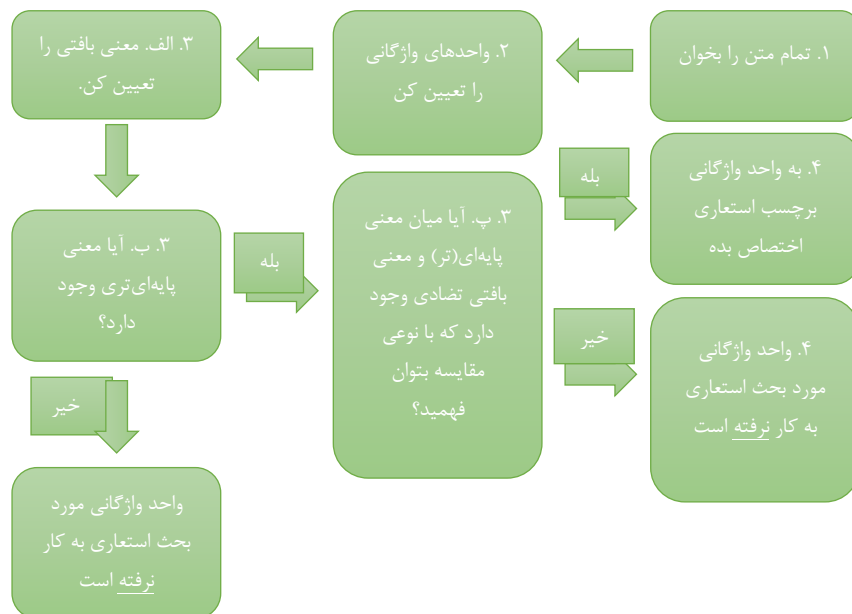 ۱. تمام متن را بخوان
۲. واحدهای واژگانی
را تعیین کن
۳. الف. معنی بافتی را
تعیین کن.
۳. ب. آیا معنی
پایه‌ای‌تری وجود
دارد؟
بله
خیر
واحد واژگانی مورد
بحث استعاری به کار
نرفته است
۳. پ. آیا میان معنی
پایه‌ای(تر) و معنی
بافتی تضادی وجود
دارد که با نوعی
مقایسه بتوان
فهمید؟
بله
۴. به واحد واژگانی
برچسب استعاری
اختصاص بده
خیر
۴. واحد واژگانی
مورد بحث استعاری
به کار نرفته است